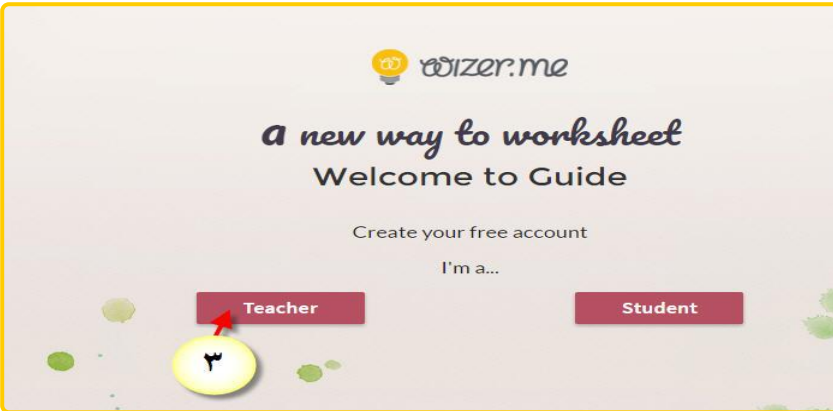 wizer.me
a new way to worksheet
Welcome to Guide
Create your free account
I'm a...
Teacher
Student
٣